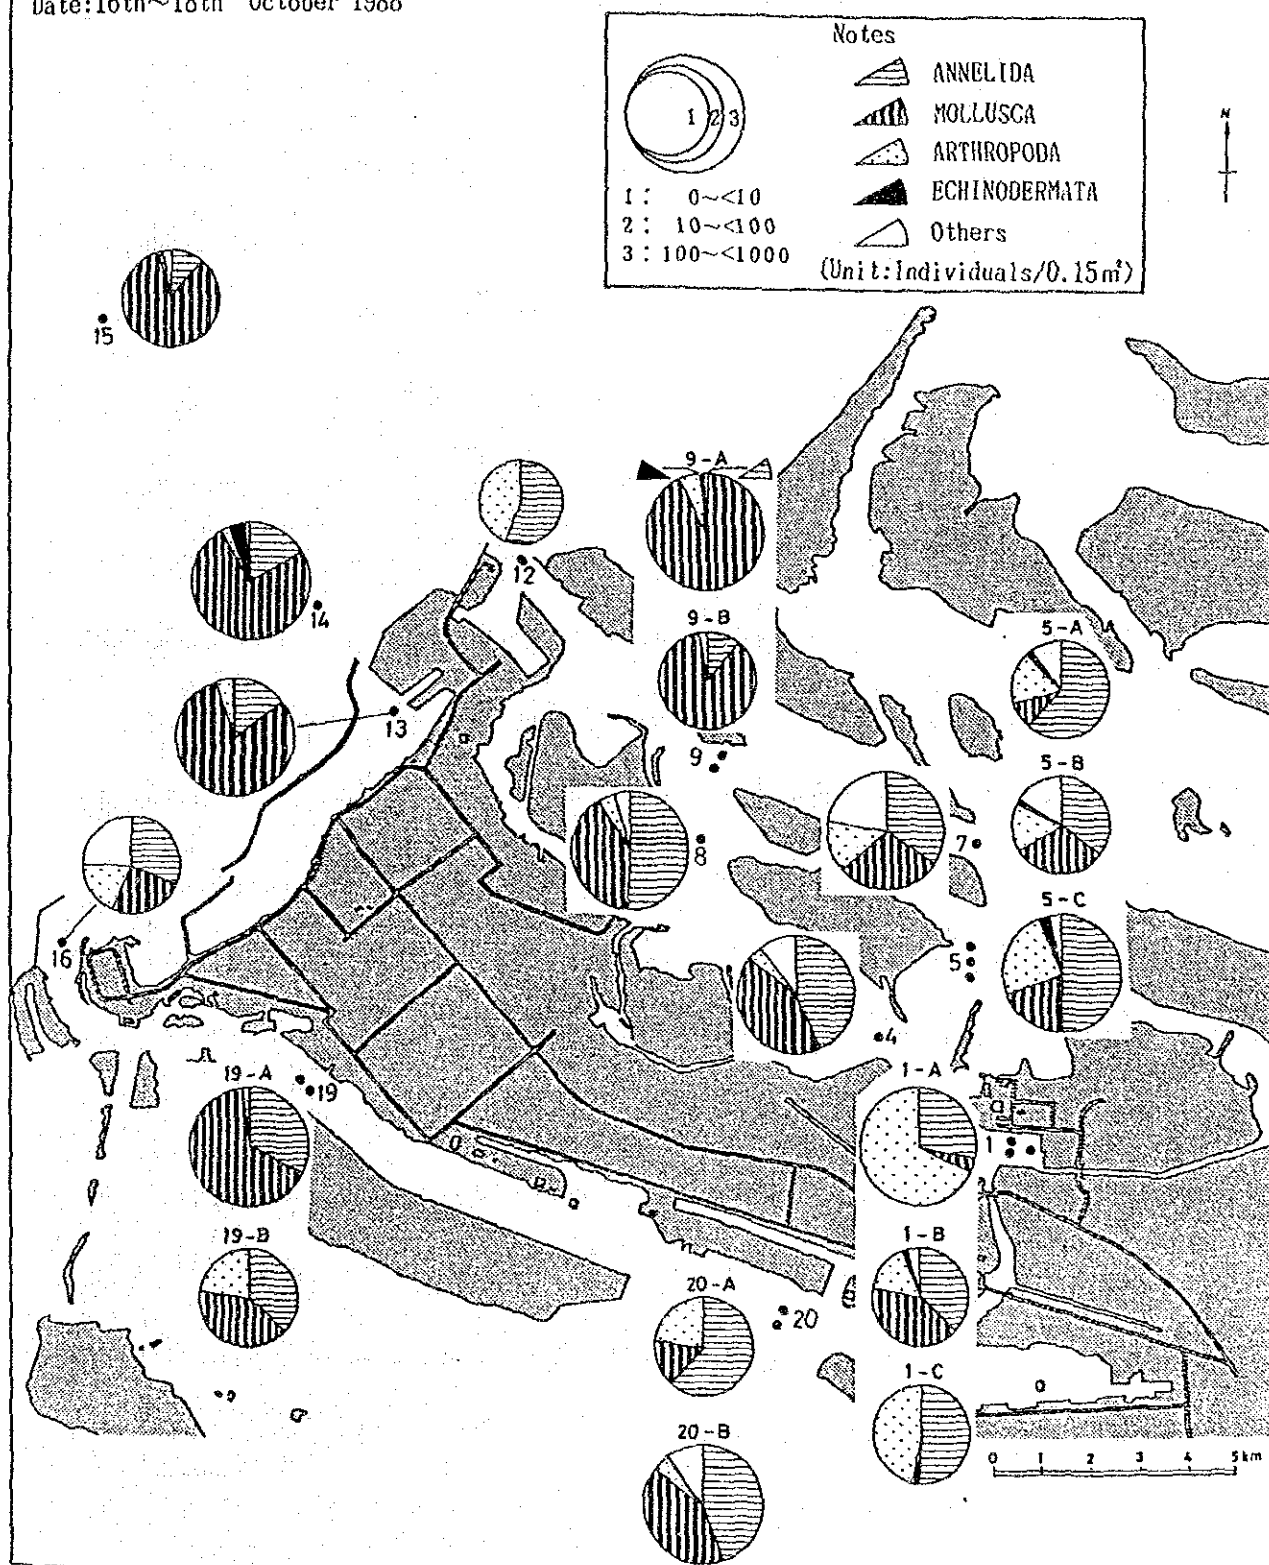 Date:16th~18th October 1988
Notes
ANNELIDA
MOLLUSCA
ARTHROPODA
ECHINODERMATA
Others
(Unit:Individuals/0.15㎡)
1 2 3
1: 0~<10
2: 10~<100
3: 100~<1000
N
15
12
9-A
14
9-B
5-A
13
9
5-B
8
7
5-C
16
5
4
19-A
19
1-A
1
19-B
1-B
20-A
20
1-C
20-B
0 1 2 3 4 5km